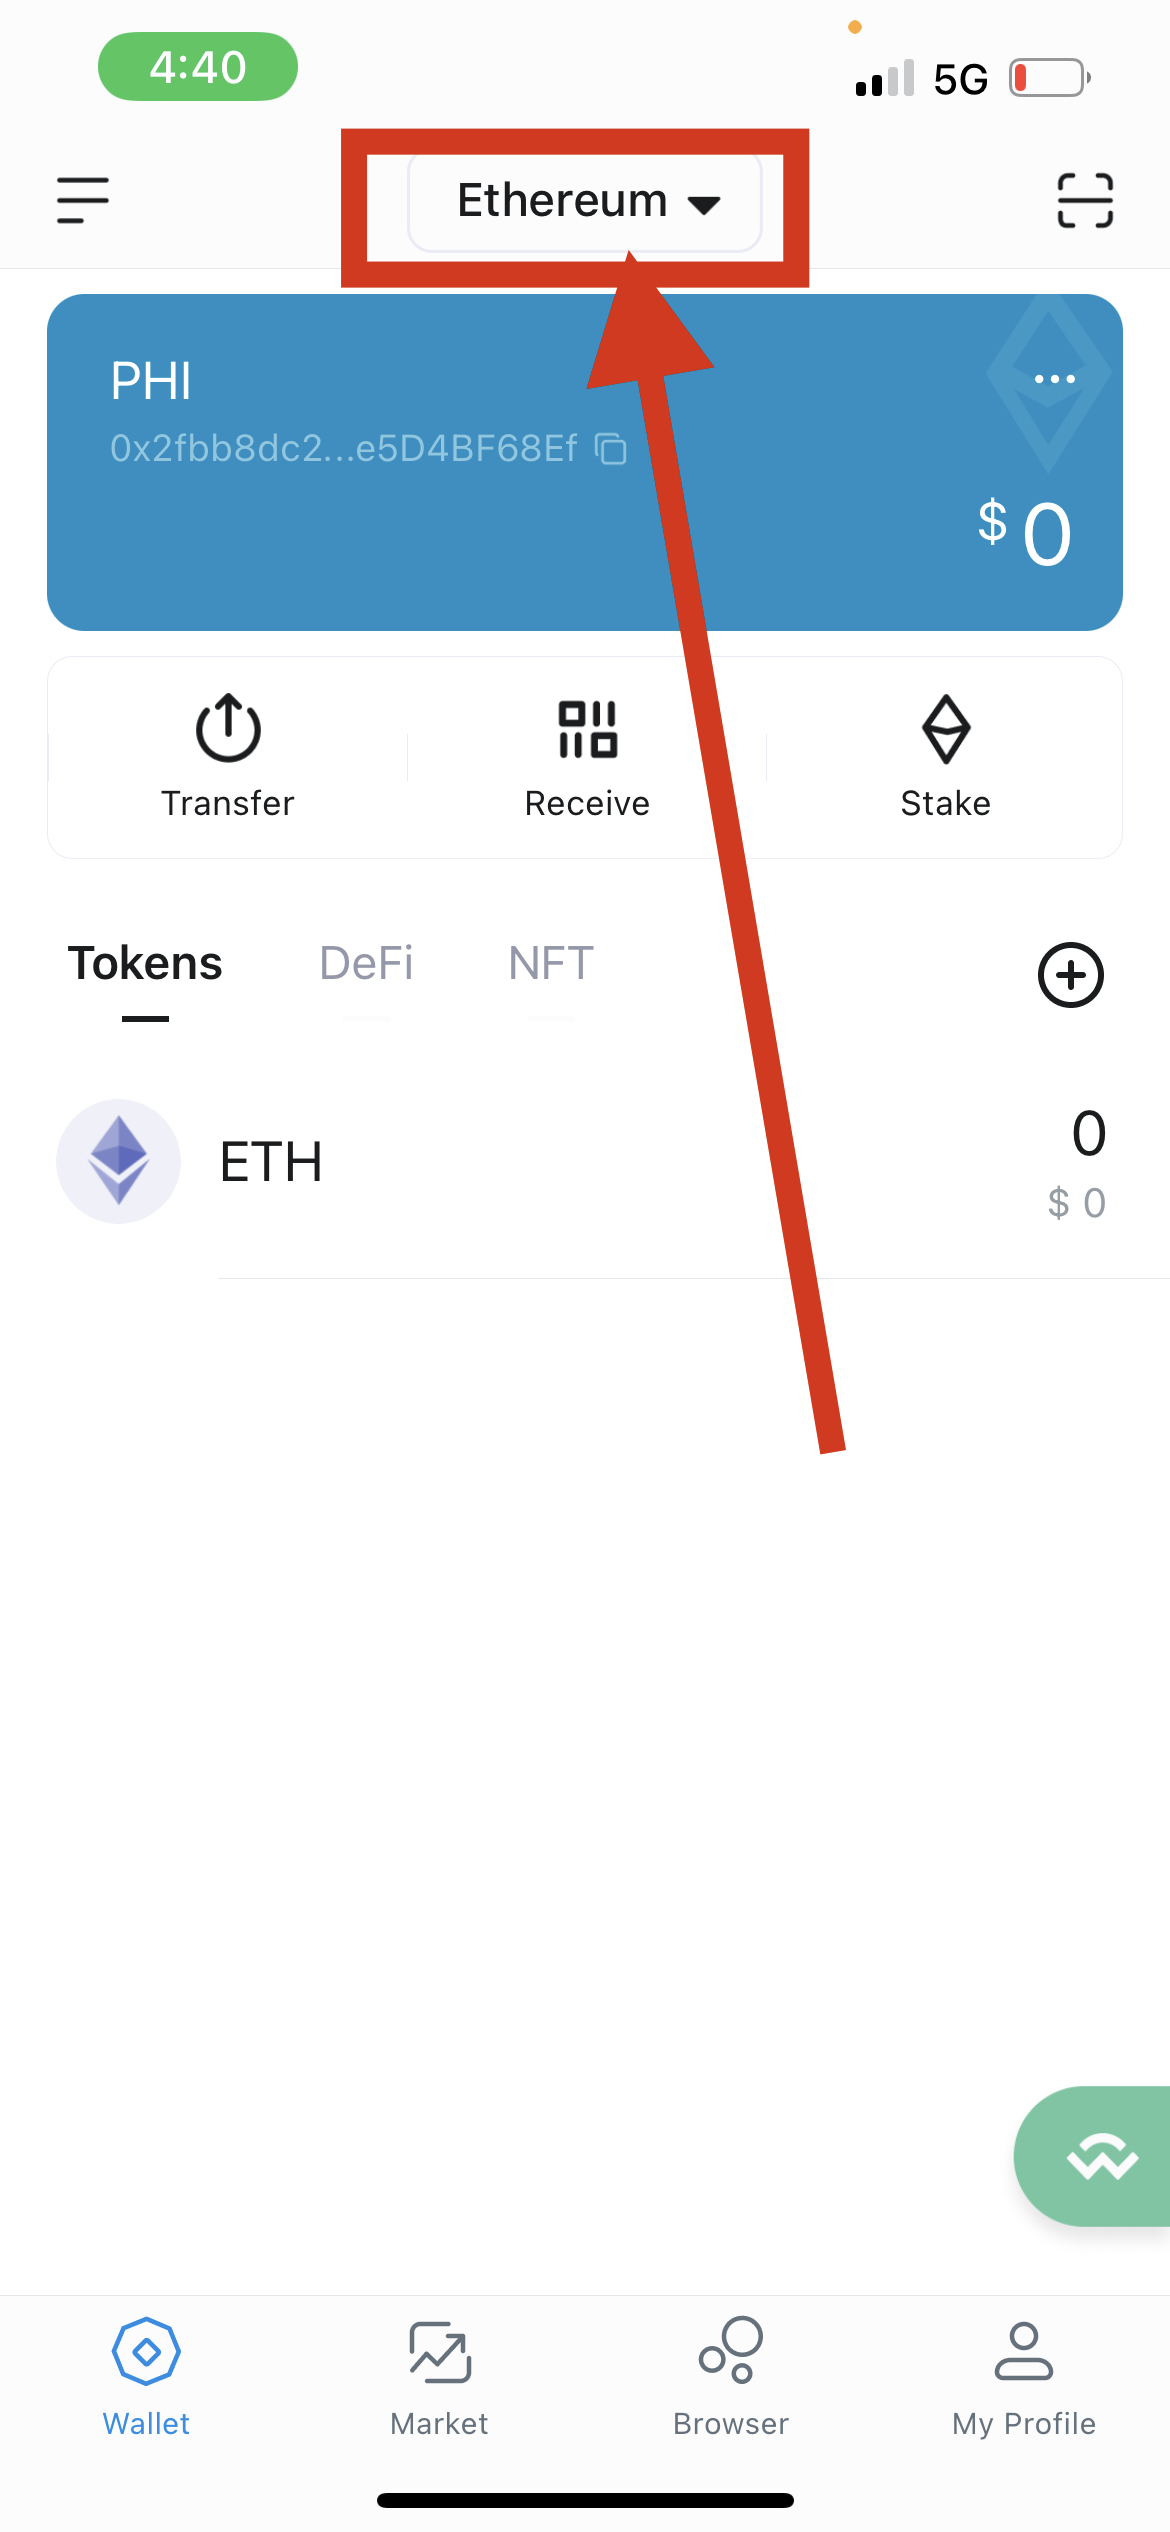 4:40
5G
Ethereum
PHI
0x2fbb8dc2...e5D4BF68Ef
$ 0
Transfer
Receive
Stake
Tokens
DeFi
NFT
ETH
0
$ 0
Wallet
Market
Browser
My Profile